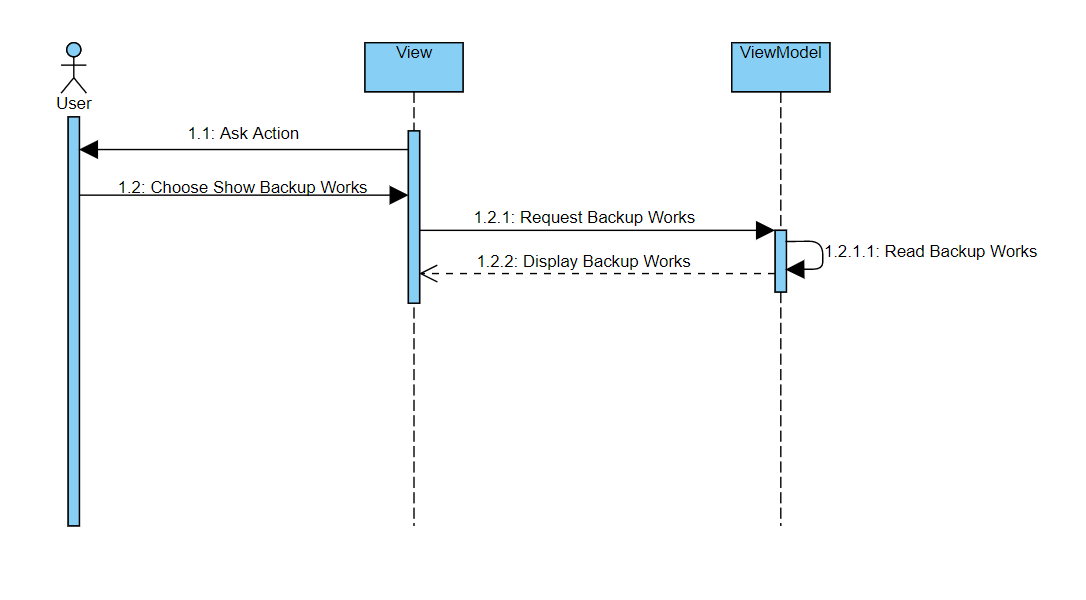 View
ViewModel
User
1.1: Ask Action
1.2: Choose Show Backup Works
1.2.1: Request Backup Works
1.2.1.1: Read Backup Works
1.2.2: Display Backup Works